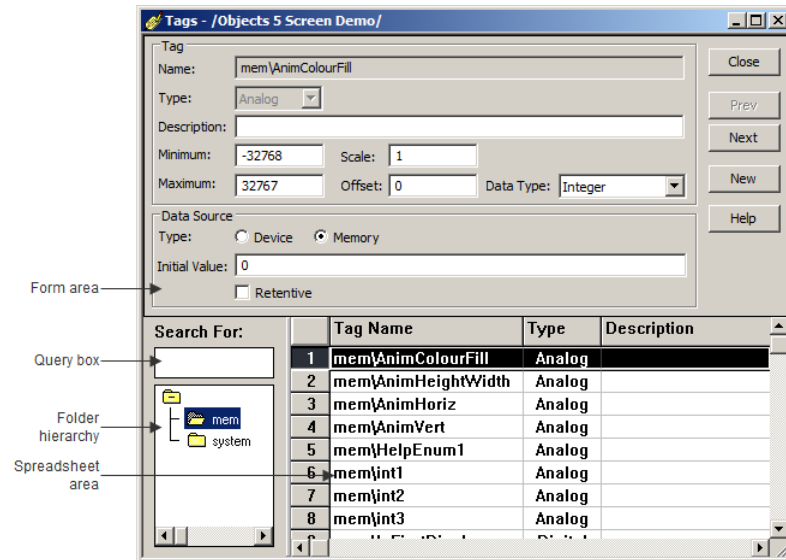 Tags - /Objects 5 Screen Demo/
Tag
Name: mem\AnimColourFill
Close
Type: Analog
Prev
Description:
Next
Minimum: -32768 Scale: 1
Maximum: 32767 Offset: 0 Data Type: Integer
New
Data Source
Help
Type: Device Memory
Initial Value: 0
Form area
Retentive
Search For:
Tag Name Type Description
Query box
1 mem\AnimColourFill Analog
2 mem\AnimHeightWidth Analog
3 mem\AnimHoriz Analog
4 mem\AnimVert Analog
5 mem\HelpEnum1 Analog
6 mem\int1 Analog
7 mem\int2 Analog
8 mem\int3 Analog
Folder hierarchy
mem
system
Spreadsheet area